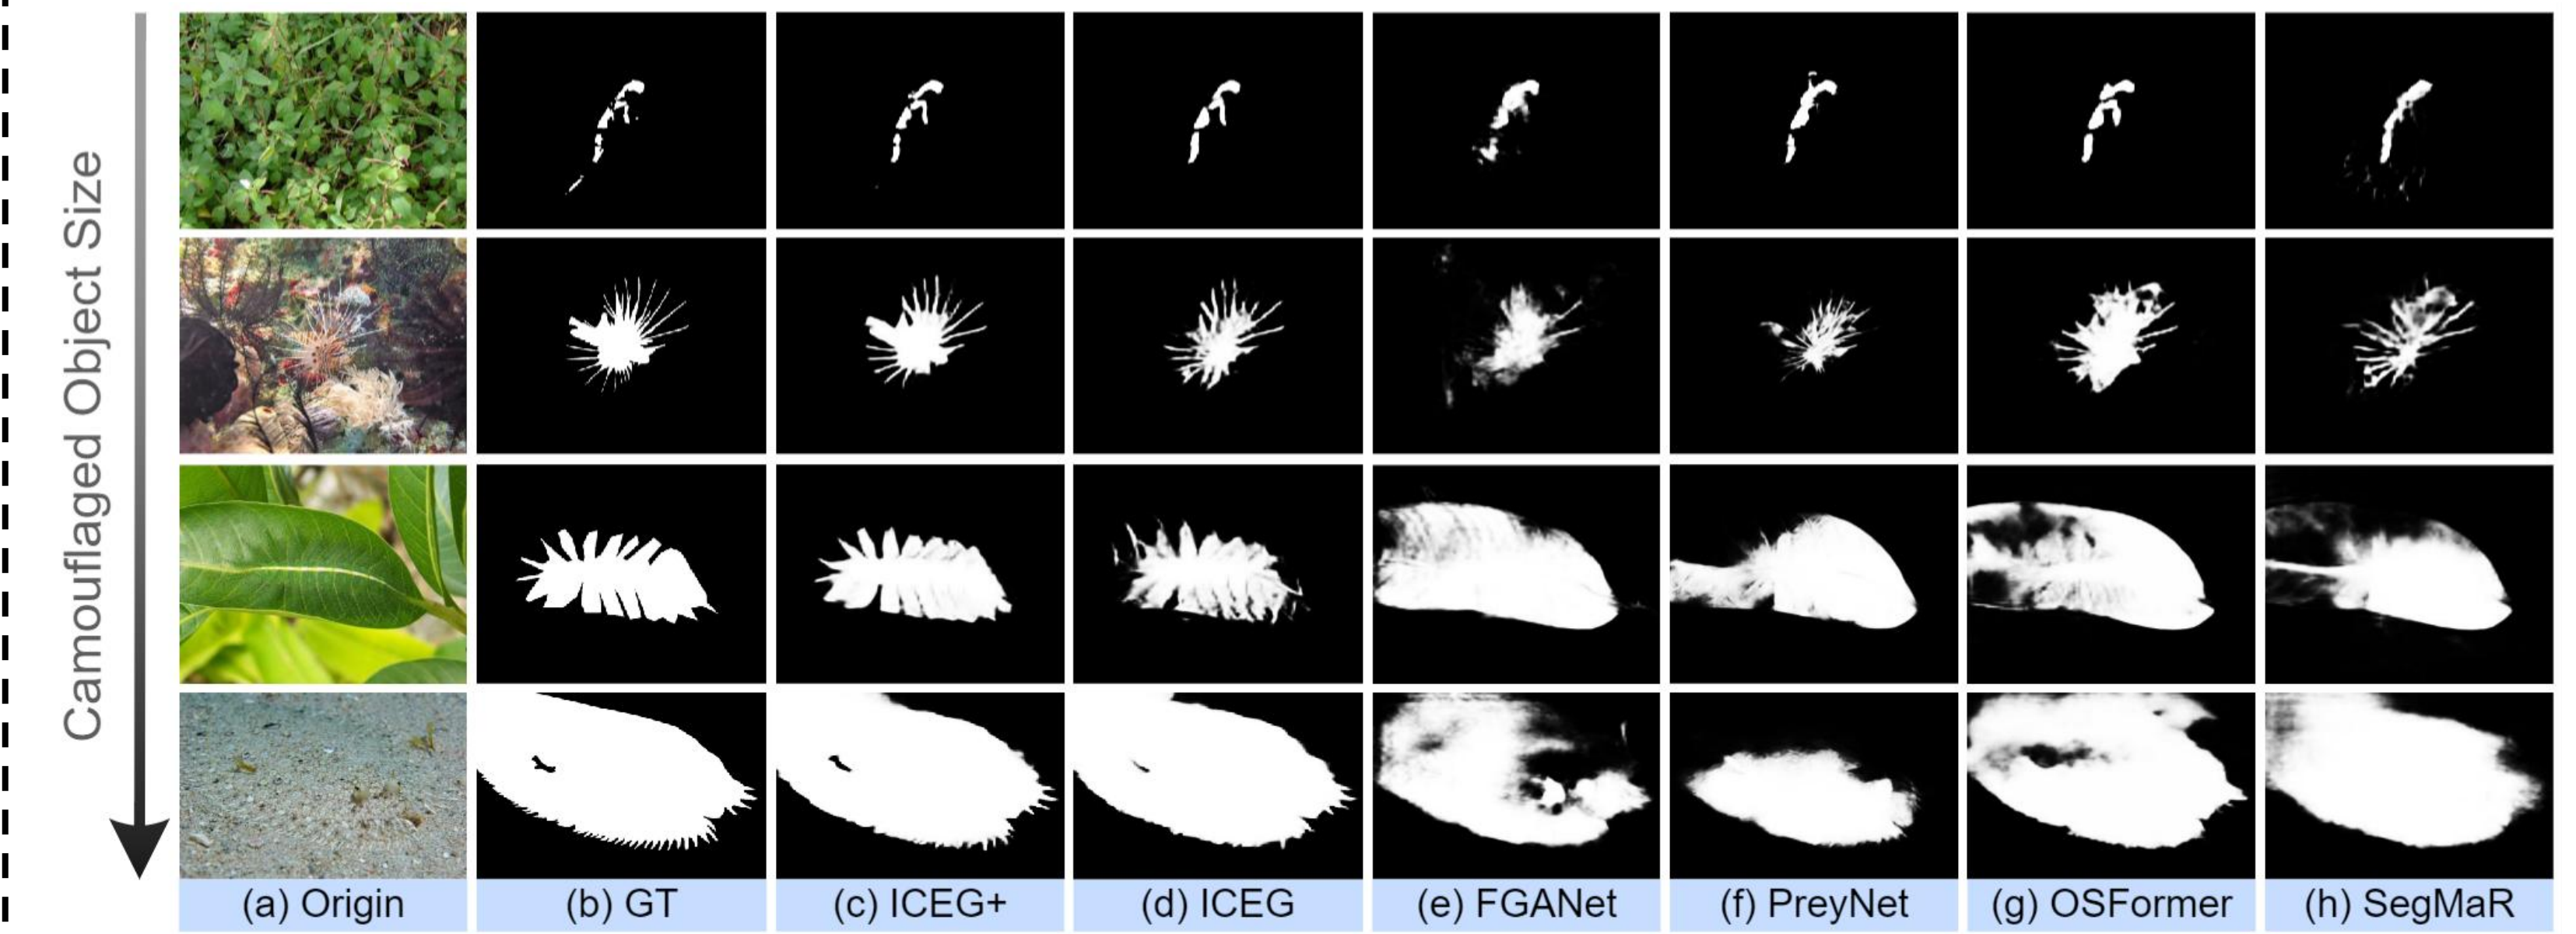 Camouflaged Object Size
(a) Origin
(b) GT
(c) ICEG+
(d) ICEG
(e) FGANet
(f) PreyNet
(g) OSFormer
(h) SegMaR